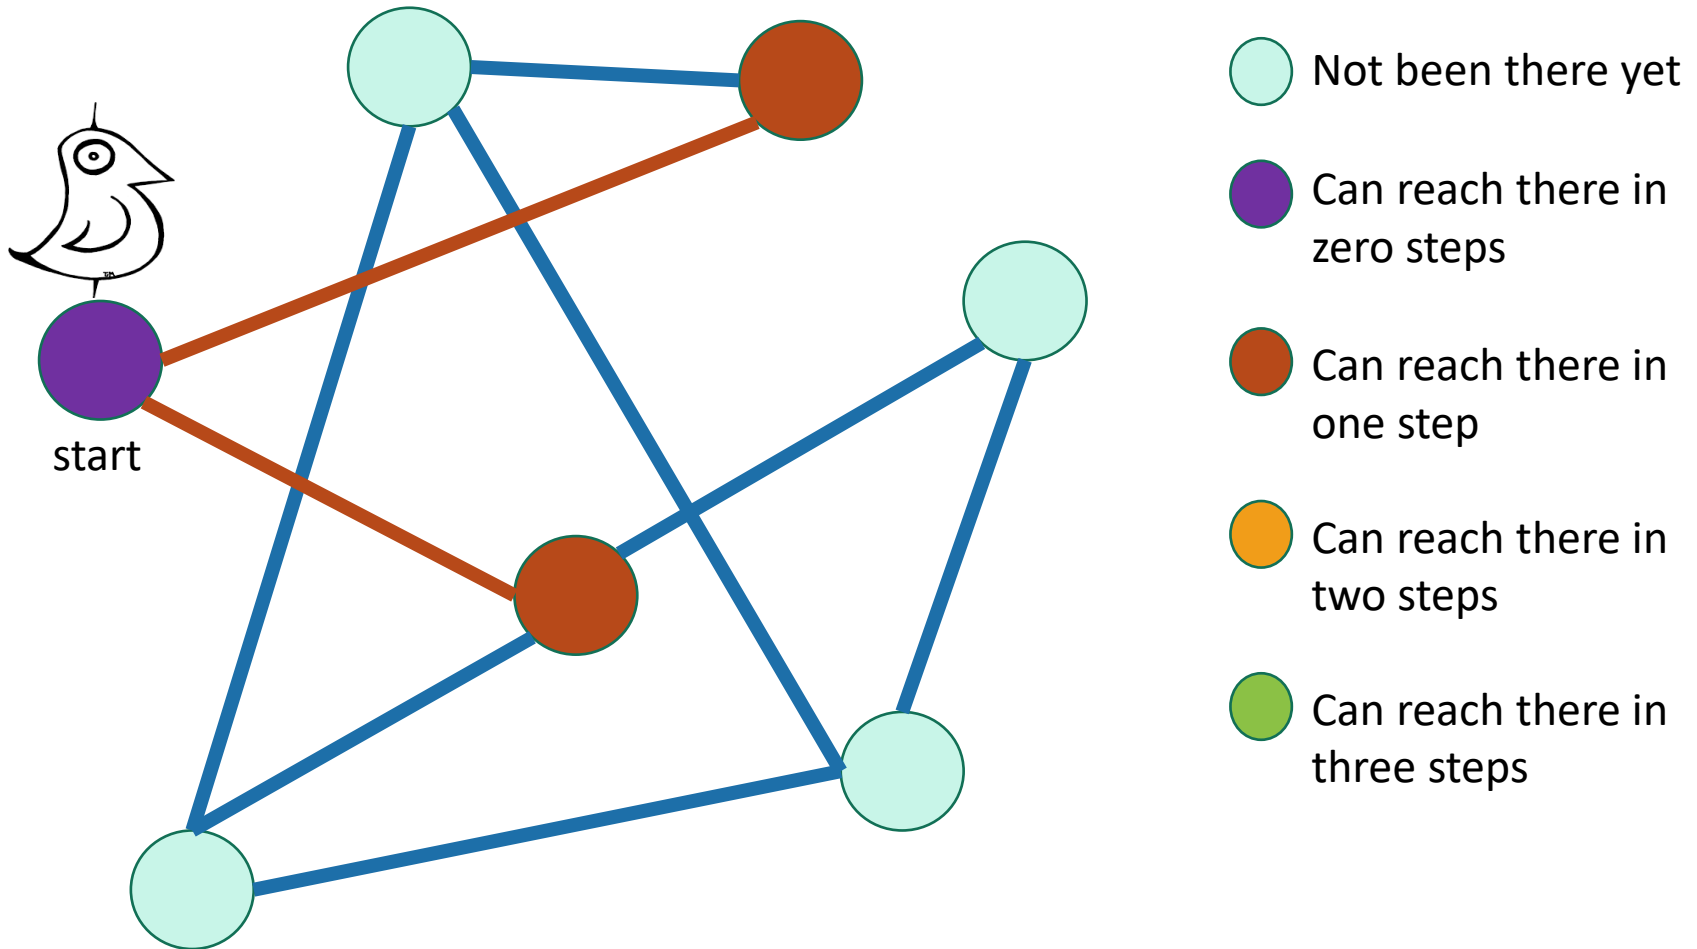 start
Not been there yet
Can reach there in
zero steps
Can reach there in
one step
Can reach there in
two steps
Can reach there in
three steps